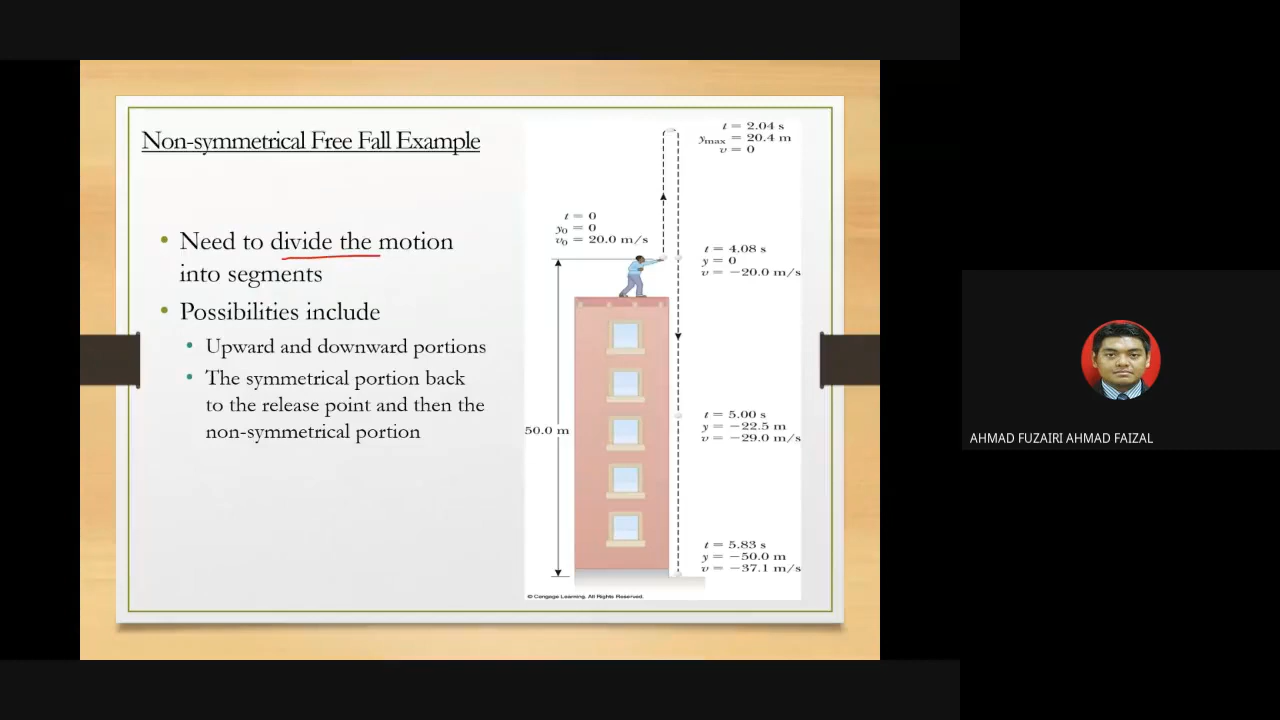 Non-symmetrical Free Fall Example
• Need to divide the motion
into segments
• Possibilities include
• Upward and downward portions
• The symmetrical portion back
to the release point and then the
non-symmetrical portion
t = 2.04 s
ymax = 20.4 m
v = 0
t = 0
y0 = 0
v0 = 20.0 m/s
t = 4.08 s
y = 0
v = −20.0 m/s
50.0 m
t = 5.00 s
y = −22.5 m
v = −29.0 m/s
t = 5.83 s
y = −50.0 m
v = −37.1 m/s
© Cengage Learning. All Rights Reserved.
AHMAD FUZAIRI AHMAD FAIZAL